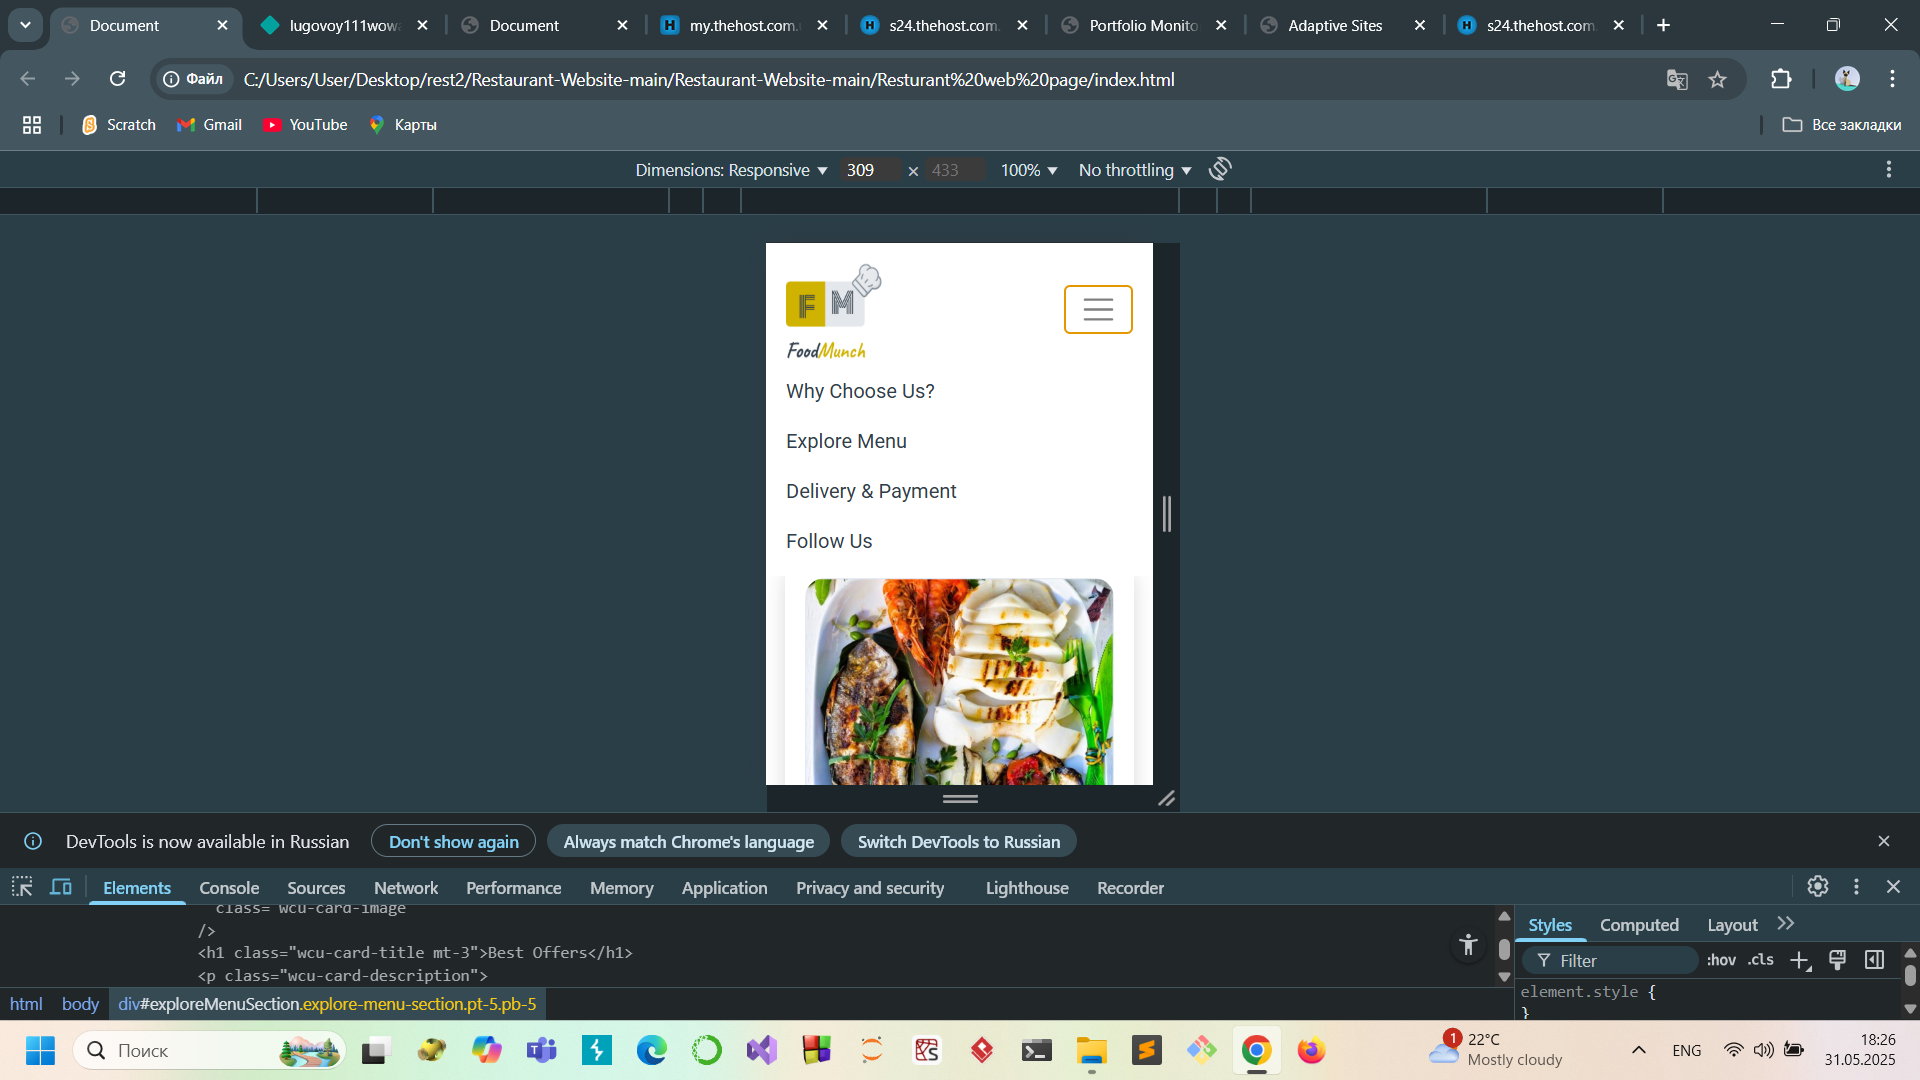 Document
lugovoy111wow
Document
my.thehost.com.
s24.thehost.com.
Portfolio Monito
Adaptive Sites
s24.thehost.com.
Файл
C:/Users/User/Desktop/rest2/Restaurant-Website-main/Restaurant-Website-main/Resturant%20web%20page/index.html
Scratch
Gmail
YouTube
Карты
Все закладки
Dimensions: Responsive ▼ 309 × 433 100% ▼ No throttling ▼
F M
FoodMunch
Why Choose Us?
Explore Menu
Delivery & Payment
Follow Us
DevTools is now available in Russian
Don't show again
Always match Chrome's language
Switch DevTools to Russian
Elements Console Sources Network Performance Memory Application Privacy and security Lighthouse Recorder
class="wcu-card-image
/>
<h1 class="wcu-card-title mt-3">Best Offers</h1>
<p class="wcu-card-description">
html body div#exploreMenuSection.explore-menu-section.pt-5.pb-5
Styles Computed Layout
Filter :hov .cls
element.style {
}
Поиск
1
22°C
Mostly cloudy
ENG
18:26
31.05.2025